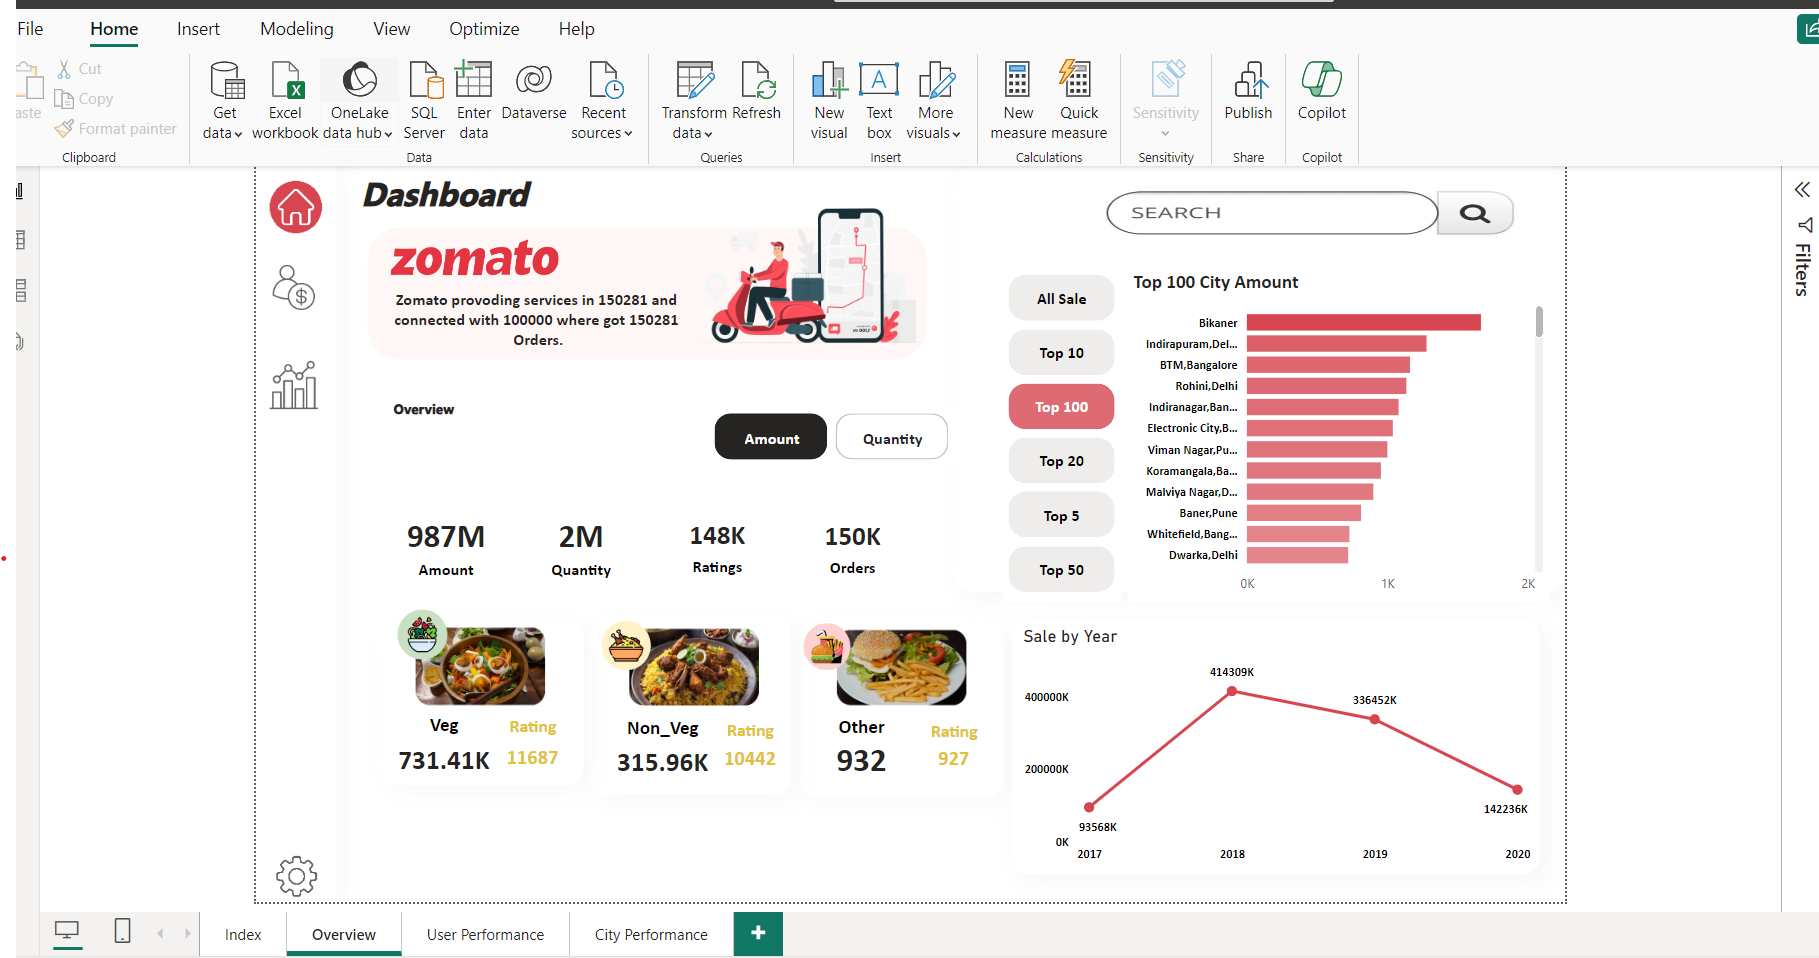 File Home Insert Modeling View Optimize Help
Cut
Copy
Format painter
Clipboard
Get data
Excel workbook
OneLake data hub
SQL Server
Enter data
Dataverse
Recent sources
Data
Transform data
Refresh
Queries
New visual
Text box
More visuals
Insert
New measure
Quick measure
Calculations
Sensitivity
Sensitivity
Publish
Share
Copilot
Copilot
Dashboard
SEARCH
zomato
Zomato provoding services in 150281 and
connected with 100000 where got 150281
Orders.
Overview
Amount
Quantity
987M
Amount
2M
Quantity
148K
Ratings
150K
Orders
Veg
731.41K
Rating
11687
Non_Veg
315.96K
Rating
10442
Other
932
Rating
927
All Sale
Top 10
Top 100
Top 20
Top 5
Top 50
Top 100 City Amount
Bikaner
Indirapuram,Del...
BTM,Bangalore
Rohini,Delhi
Indiranagar,Ban...
Electronic City,B...
Viman Nagar,Pu...
Koramangala,Ba...
Malviya Nagar,D...
Baner,Pune
Whitefield,Bang...
Dwarka,Delhi
0K 1K 2K
Sale by Year
414309K
400000K
336452K
200000K
142236K
93568K
0K
2017 2018 2019 2020
Filters
Index
Overview
User Performance
City Performance